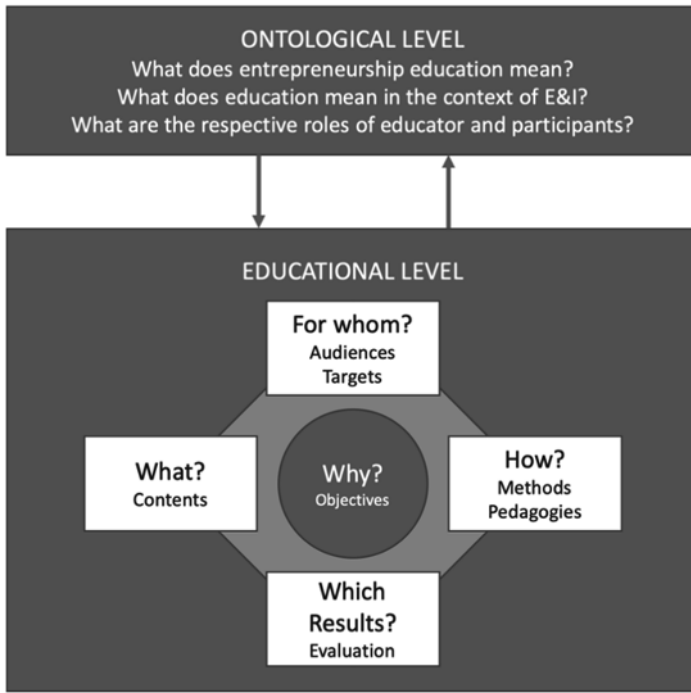 ONTOLOGICAL LEVEL
What does entrepreneurship education mean?
What does education mean in the context of E&I?
What are the respective roles of educator and participants?
EDUCATIONAL LEVEL
For whom?
Audiences
Targets
What?
Contents
Why?
Objectives
How?
Methods
Pedagogies
Which
Results?
Evaluation